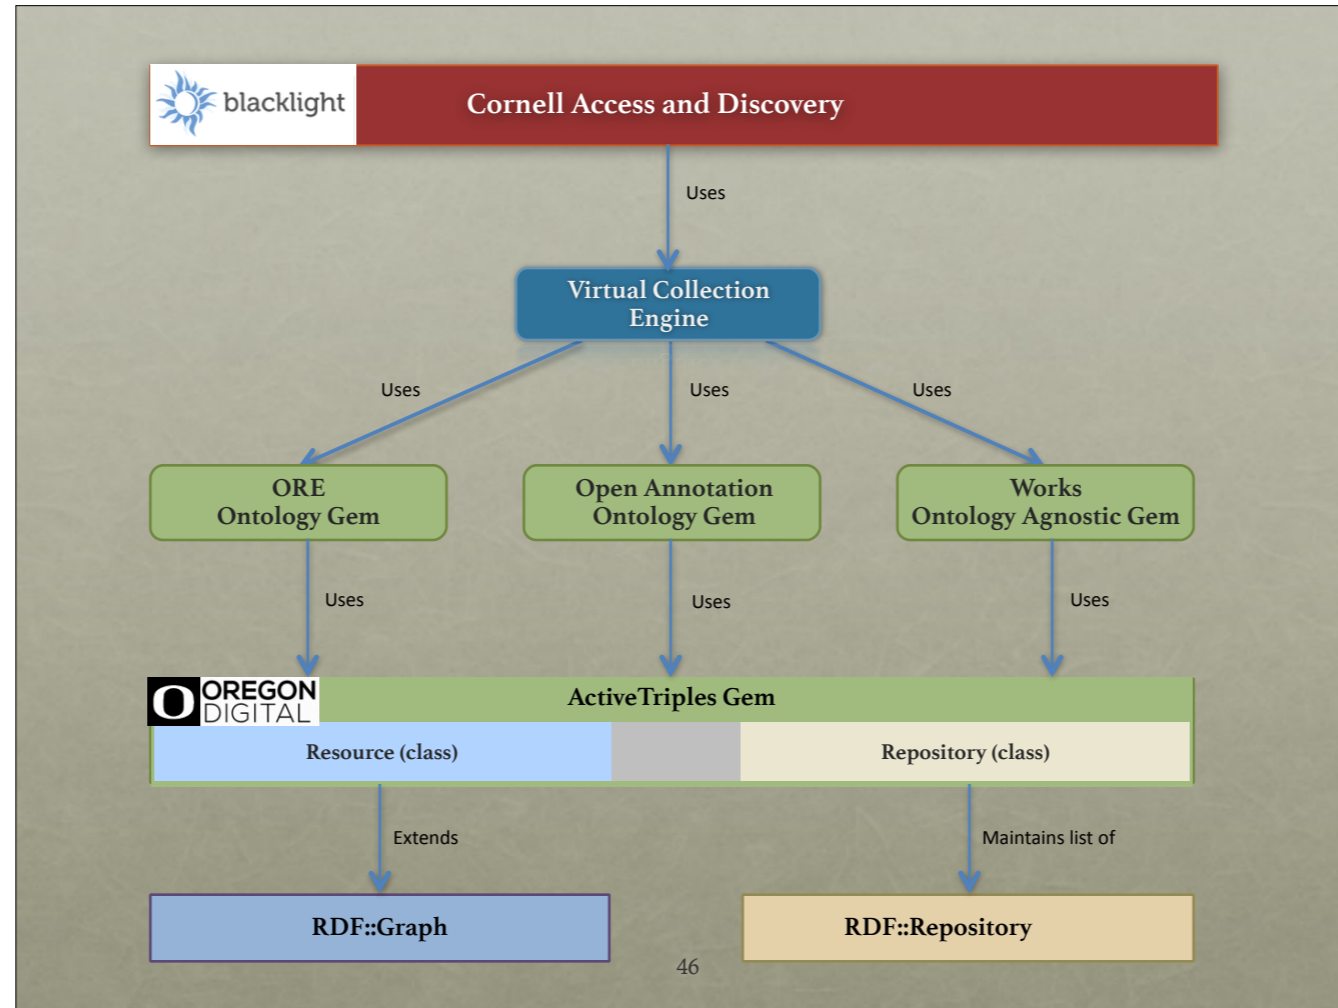 blacklight
Cornell Access and Discovery
Uses
Virtual Collection
Engine
Uses
Uses
Uses
ORE
Ontology Gem
Open Annotation
Ontology Gem
Works
Ontology Agnostic Gem
Uses
Uses
Uses
OREGON
DIGITAL
ActiveTriples Gem
Resource (class)
Repository (class)
Extends
Maintains list of
RDF::Graph
RDF::Repository
46